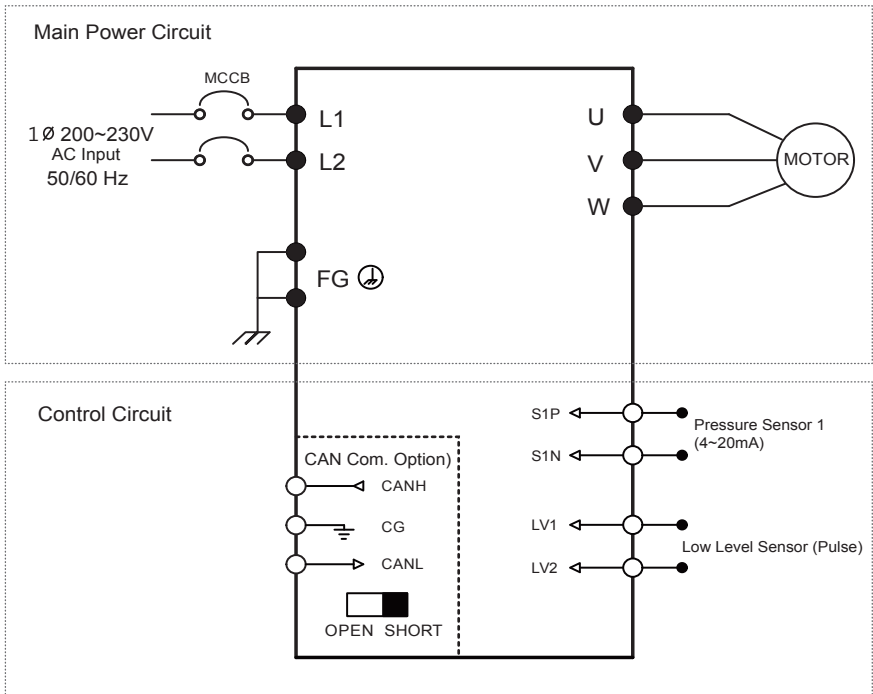 Main Power Circuit
MCCB
L1
1Ø 200~230V
AC Input
50/60 Hz
L2
U
V
W
MOTOR
FG
Control Circuit
CAN Com. Option)
CANH
CG
CANL
OPEN SHORT
S1P
S1N
Pressure Sensor 1
(4~20mA)
LV1
LV2
Low Level Sensor (Pulse)